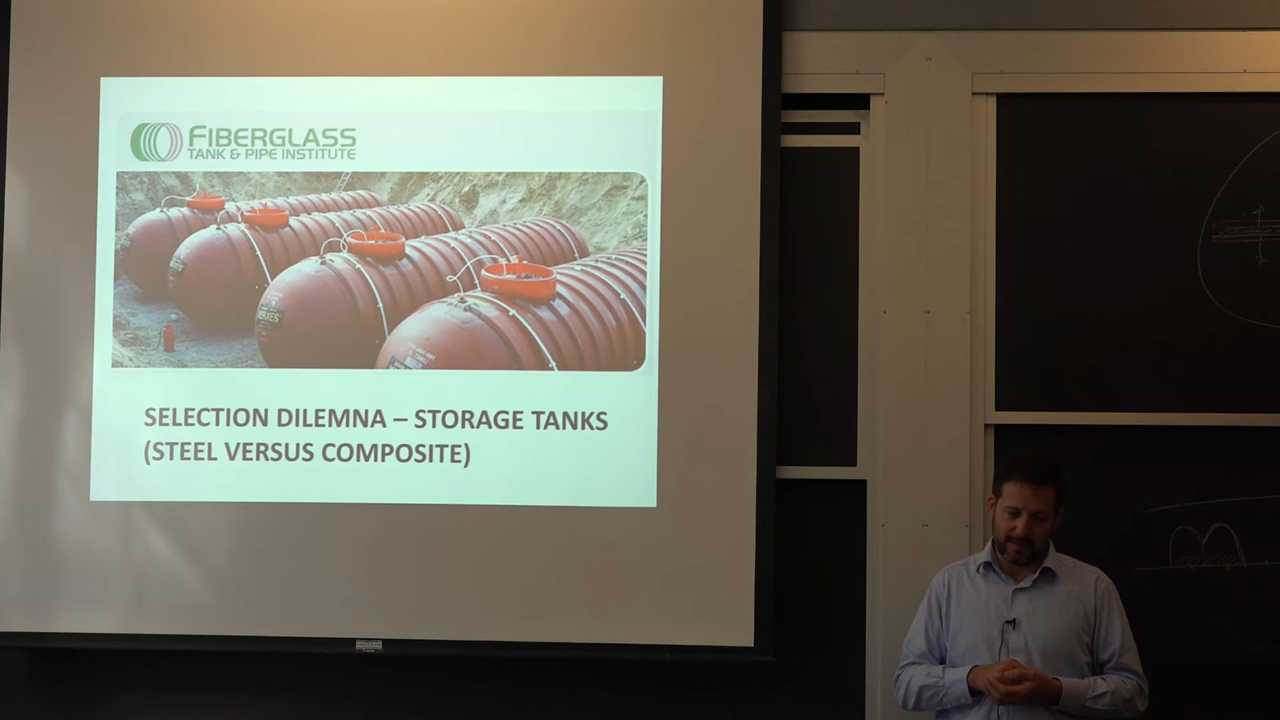 FIBERGLASS
TANK & PIPE INSTITUTE
SELECTION DILEMNA – STORAGE TANKS
(STEEL VERSUS COMPOSITE)